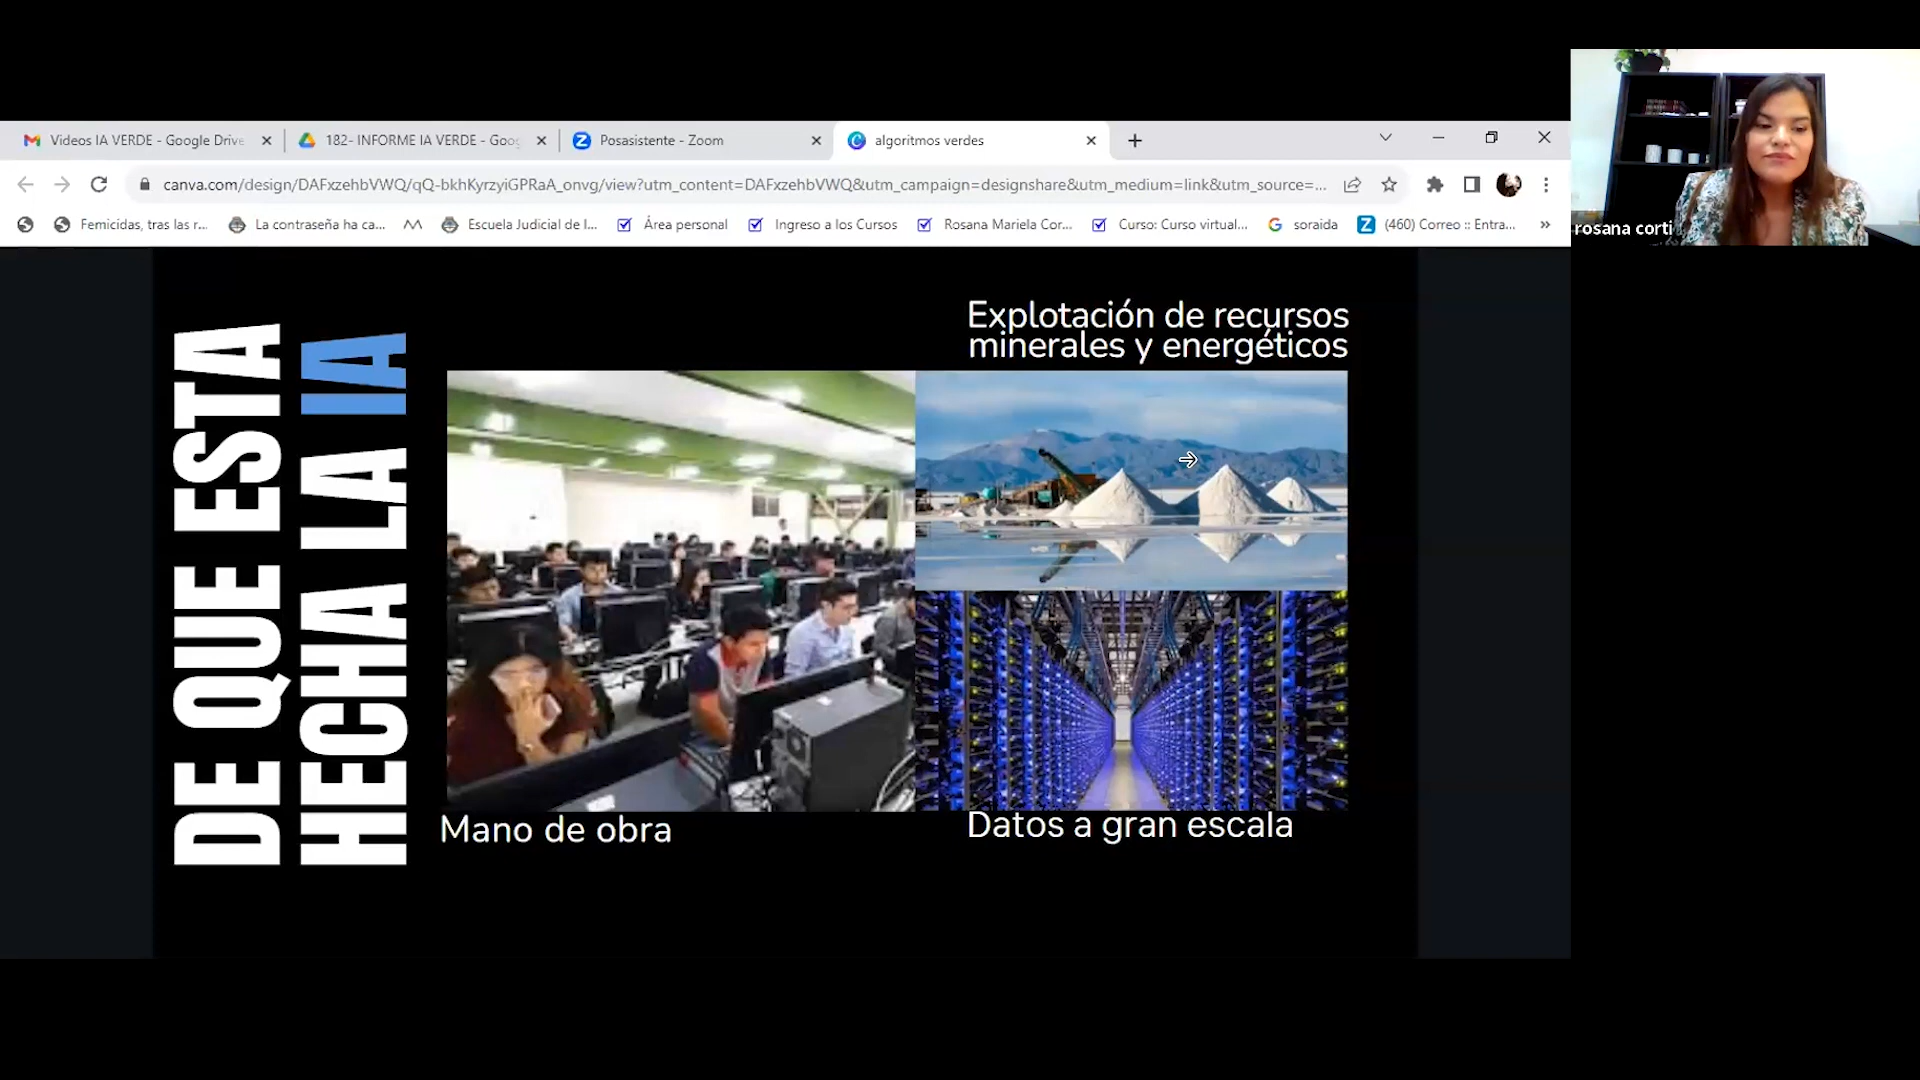 Videos IA VERDE - Google Drive
182- INFORME IA VERDE - Goog
Posasistente - Zoom
algoritmos verdes
canva.com/design/DAFxzehbVWQ/qQ-bkhKyrzyiGPRaA_onvg/view?utm_content=DAFxzehbVWQ&utm_campaign=designshare&utm_medium=link&utm_source=...
Femicidas, tras las r...
La contraseña ha ca...
Escuela Judicial de l...
Área personal
Ingreso a los Cursos
Rosana Mariela Cor...
Curso: Curso virtual...
soraida
(460) Correo :: Entra...
rosana corti
DE QUE ESTA
HECHA LA IA
Explotación de recursos
minerales y energéticos
Mano de obra
Datos a gran escala